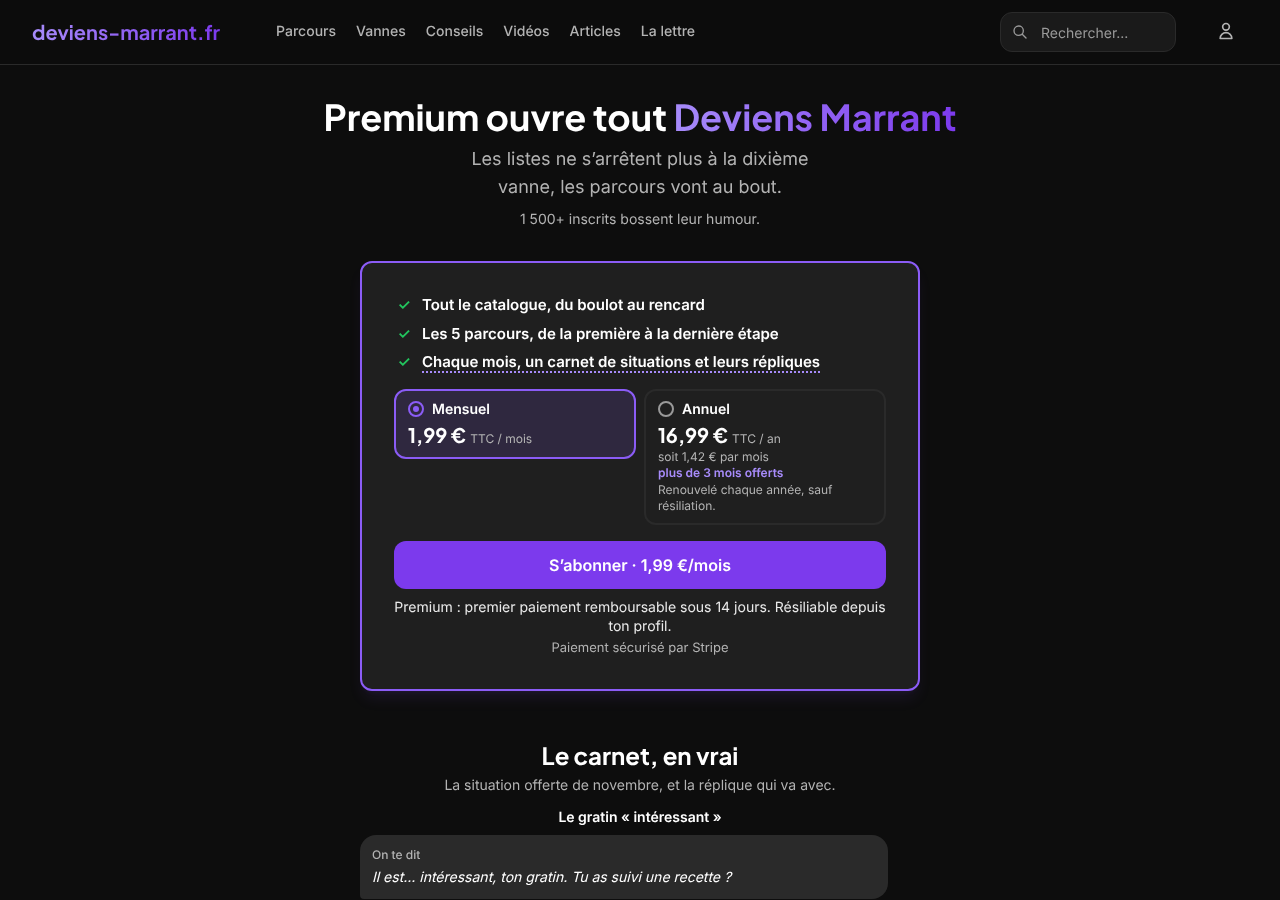 deviens-marrant.fr
Parcours Vannes Conseils Vidéos Articles La lettre
Rechercher...
Premium ouvre tout Deviens Marrant
Les listes ne s’arrêtent plus à la dixième
vanne, les parcours vont au bout.
1 500+ inscrits bossent leur humour.
Tout le catalogue, du boulot au rencard
Les 5 parcours, de la première à la dernière étape
Chaque mois, un carnet de situations et leurs répliques
Mensuel
1,99 € TTC / mois
Annuel
16,99 € TTC / an
soit 1,42 € par mois
plus de 3 mois offerts
Renouvelé chaque année, sauf
résiliation.
S’abonner · 1,99 €/mois
Premium : premier paiement remboursable sous 14 jours. Résiliable depuis
ton profil.
Paiement sécurisé par Stripe
Le carnet, en vrai
La situation offerte de novembre, et la réplique qui va avec.
Le gratin « intéressant »
On te dit
Il est… intéressant, ton gratin. Tu as suivi une recette ?